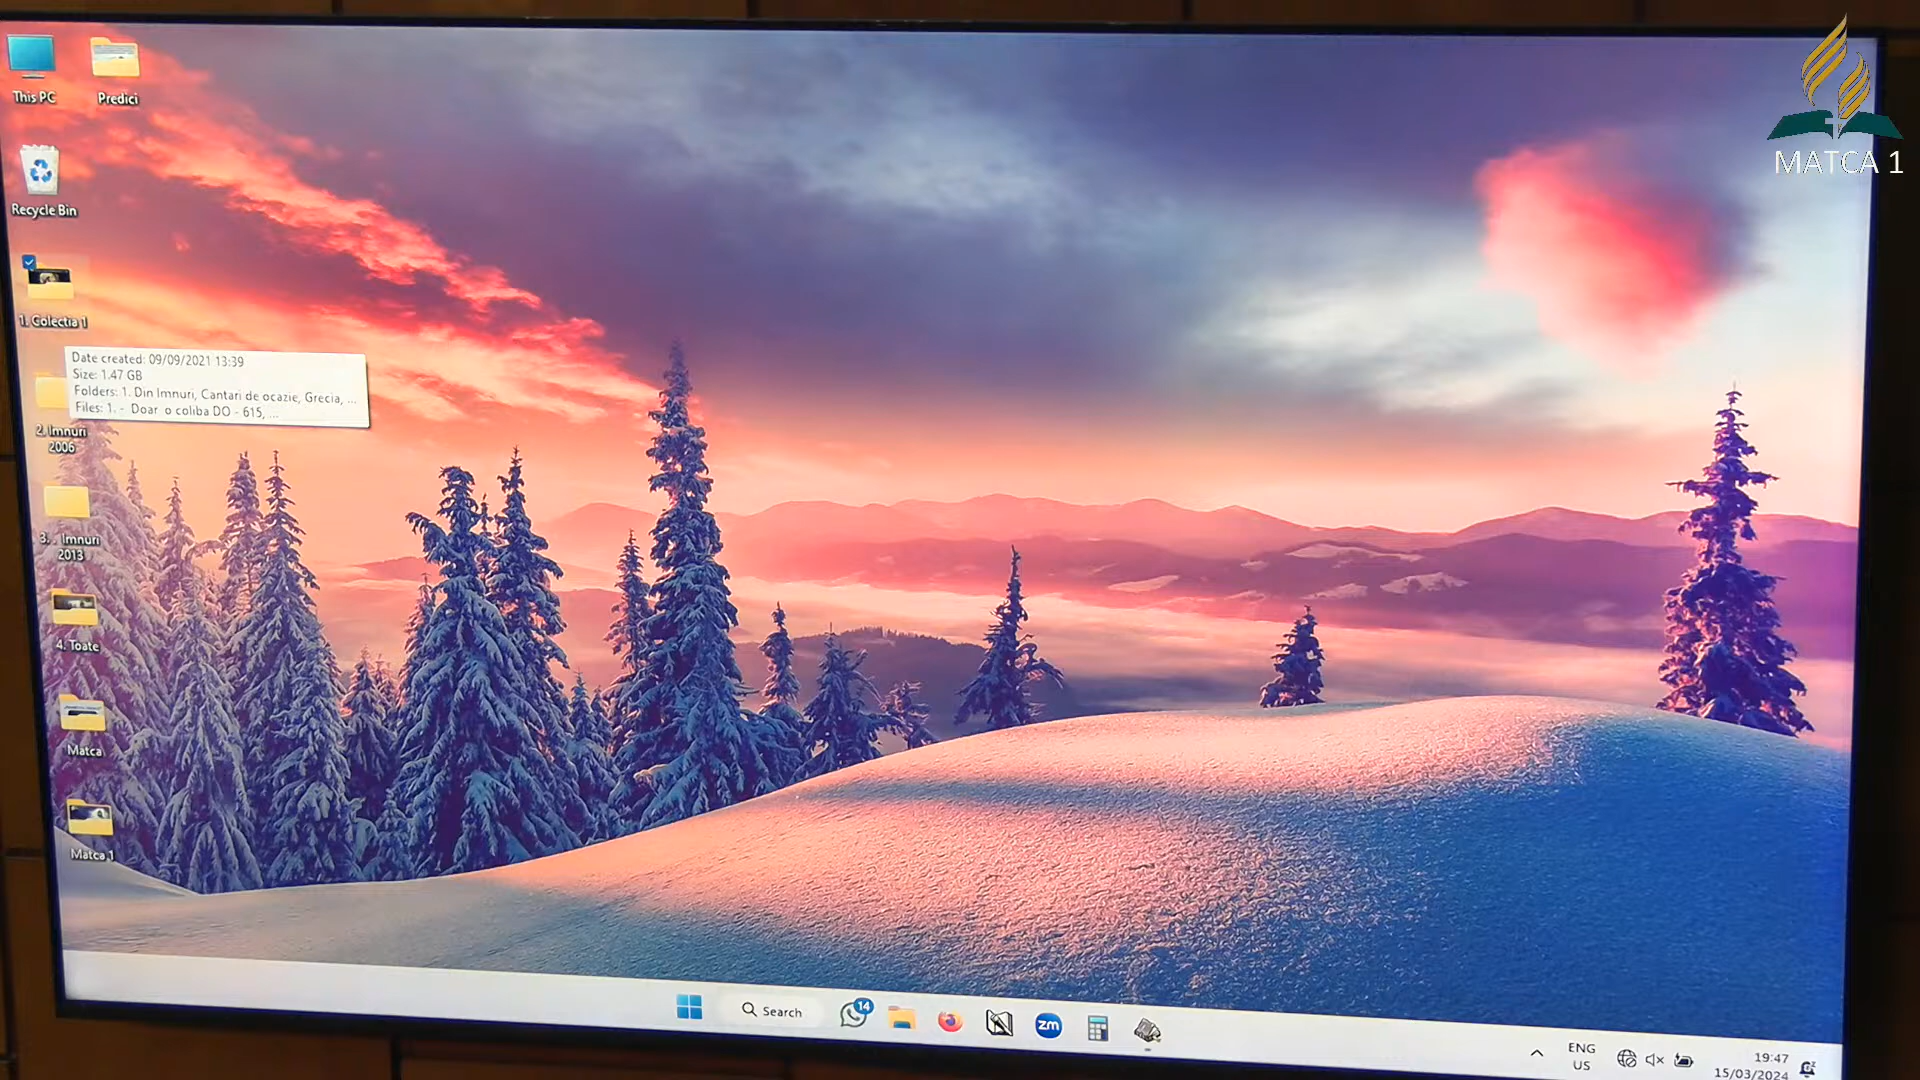 This PC
Predici
MATCA 1
Recycle Bin
1. Colectia 1
Date created: 09/09/2021 13:39
Size: 1.47 GB
Folders: 1. Din Imnuri, Cantari de ocazie, Grecia, ...
Files: 1. - Doar o coliba DO - 615, ...
2. Imnuri
2006
3. . Imnuri
2013
4. Toate
Matca
Matca 1
Search
14
zm
ENG
US
19:47
15/03/2024